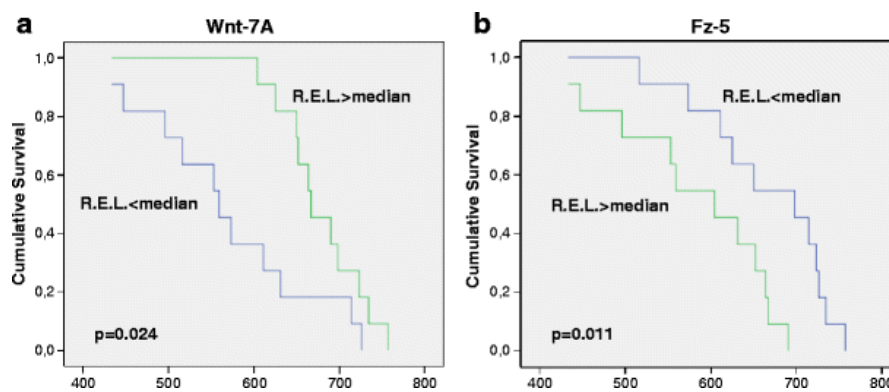 a
Wnt-7A
Cumulative Survival
1,0
0,8
0,6
0,4
0,2
0,0
R.E.L.>median
R.E.L.<median
p=0.024
400 500 600 700 800
b
Fz-5
Cumulative Survival
1,0
0,8
0,6
0,4
0,2
0,0
R.E.L.<median
R.E.L.>median
p=0.011
400 500 600 700